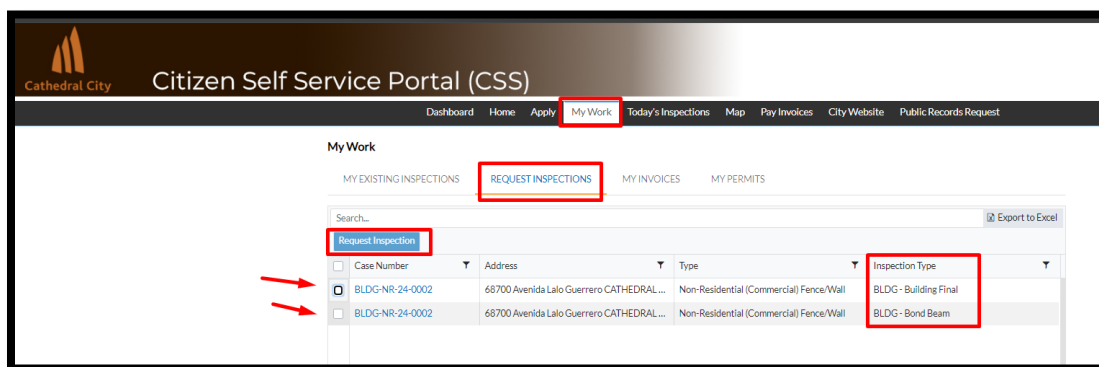 Cathedral City
Citizen Self Service Portal (CSS)
Dashboard Home Apply My Work Today's Inspections Map Pay Invoices City Website Public Records Request
My Work
MY EXISTING INSPECTIONS REQUEST INSPECTIONS MY INVOICES MY PERMITS
Search... Export to Excel
Request Inspection
Case Number Address Type Inspection Type
BLDG-NR-24-0002 68700 Avenida Lalo Guerrero CATHEDRAL ... Non-Residential (Commercial) Fence/Wall BLDG - Building Final
BLDG-NR-24-0002 68700 Avenida Lalo Guerrero CATHEDRAL ... Non-Residential (Commercial) Fence/Wall BLDG - Bond Beam